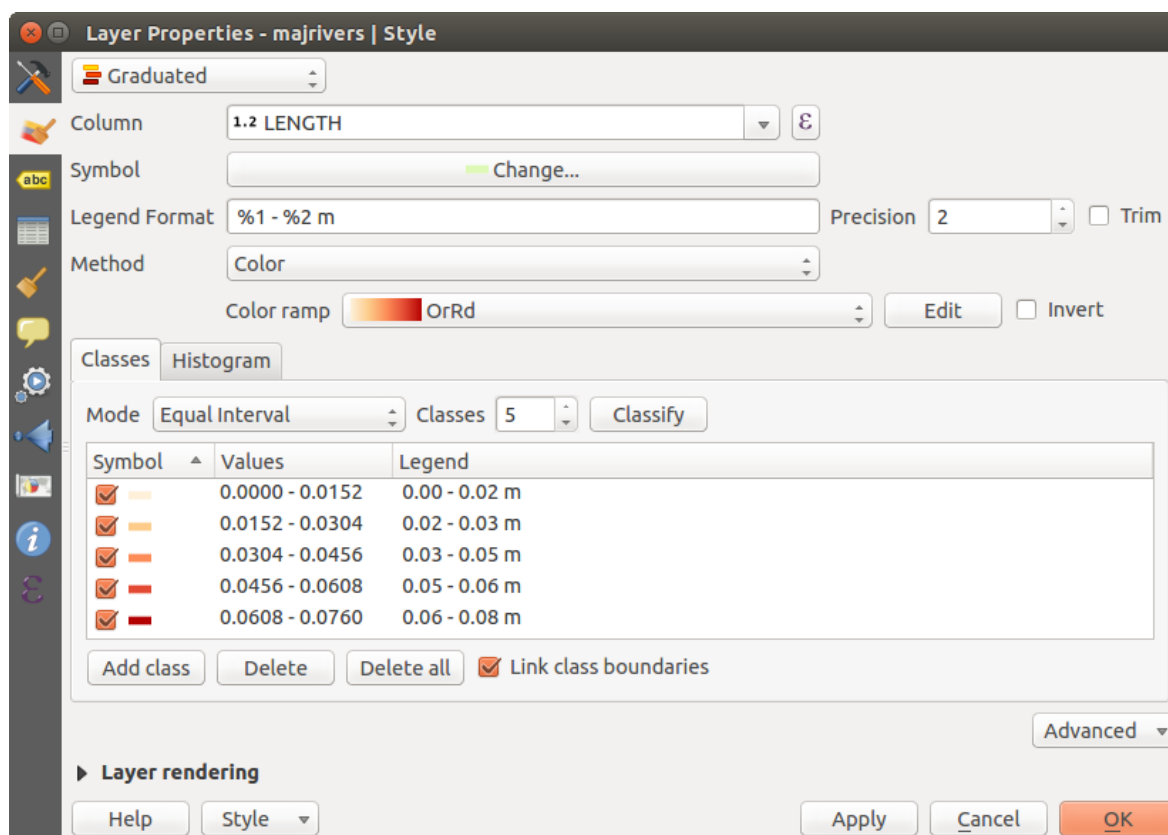 Layer Properties - majrivers | Style
Graduated
Column 1.2 LENGTH ε
abc
Symbol Change...
Legend Format %1 - %2 m Precision 2 Trim
Method Color
Color ramp OrRd Edit Invert
Classes Histogram
Mode Equal Interval Classes 5 Classify
Symbol Values Legend
0.0000 - 0.0152 0.00 - 0.02 m
0.0152 - 0.0304 0.02 - 0.03 m
0.0304 - 0.0456 0.03 - 0.05 m
0.0456 - 0.0608 0.05 - 0.06 m
0.0608 - 0.0760 0.06 - 0.08 m
Add class Delete Delete all Link class boundaries
Advanced
Layer rendering
Help Style Apply Cancel OK